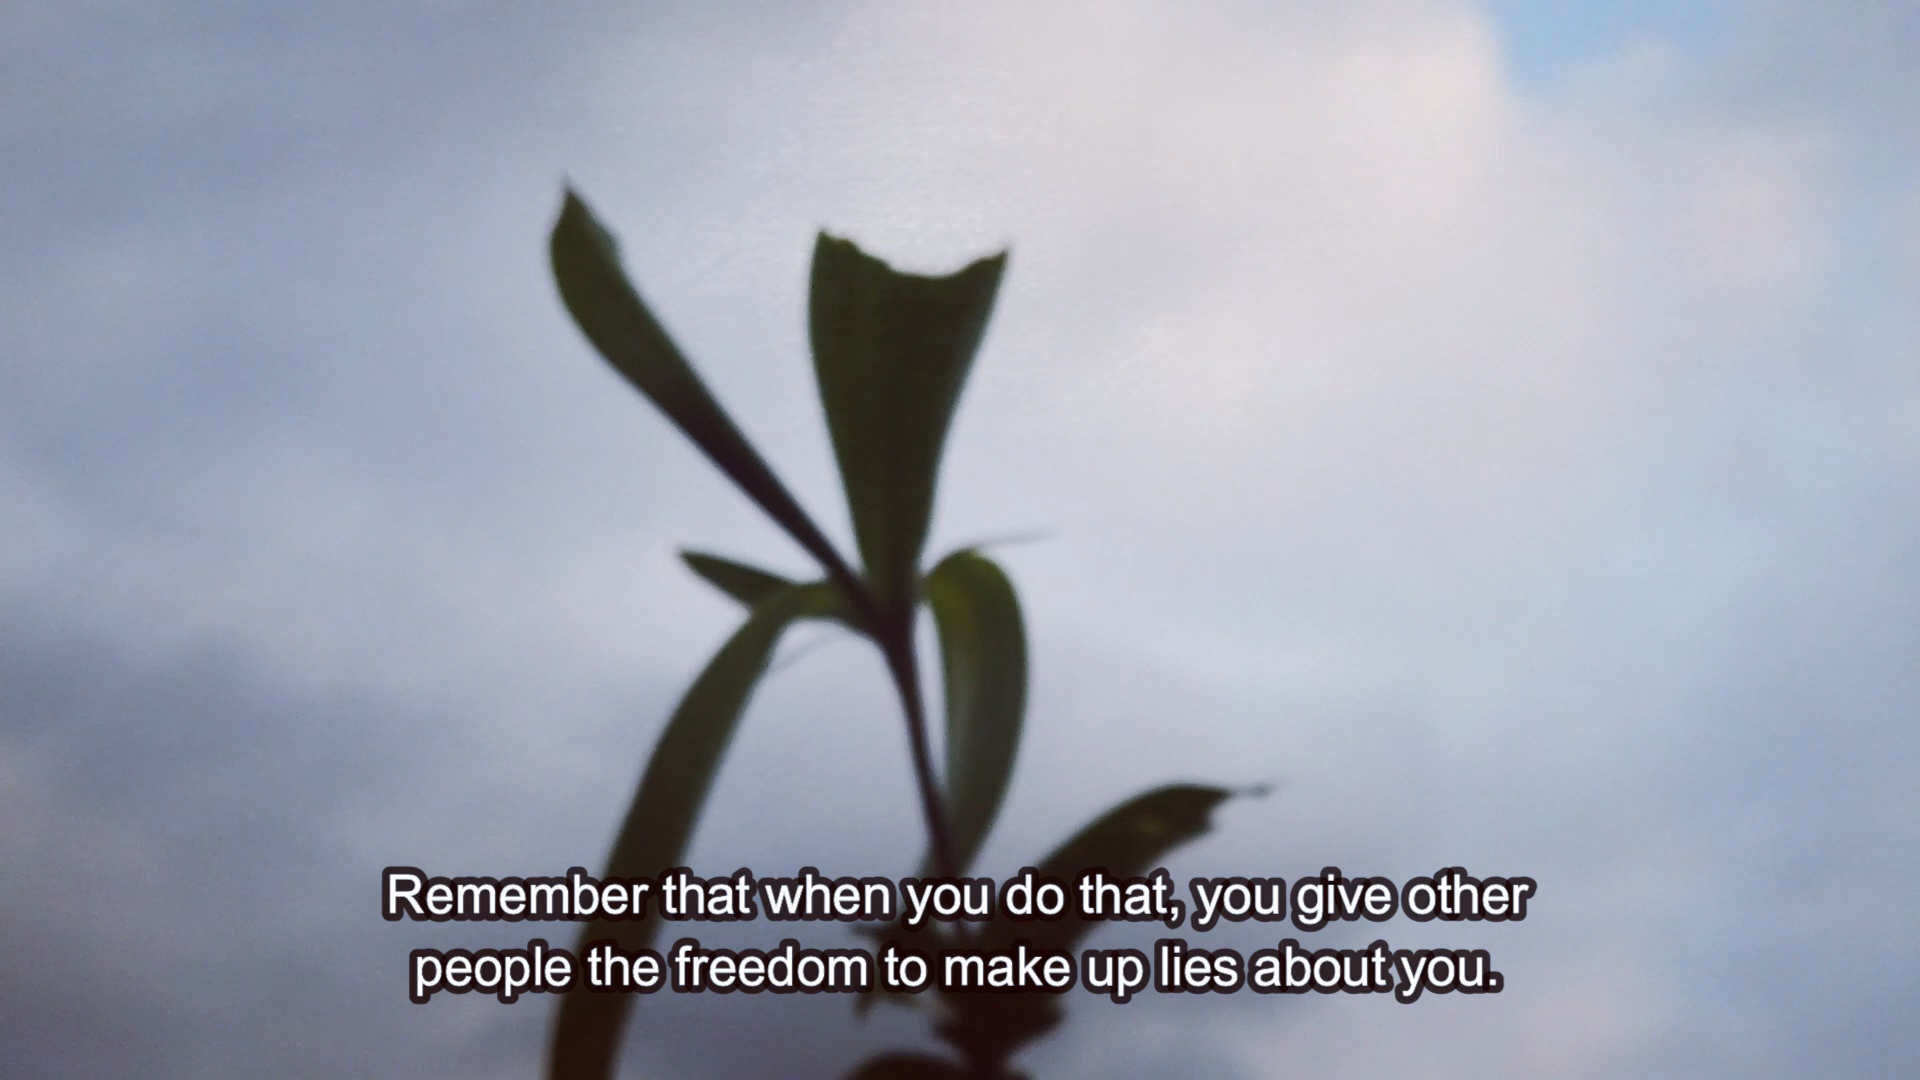 Remember that when you do that, you give other
people the freedom to make up lies about you.